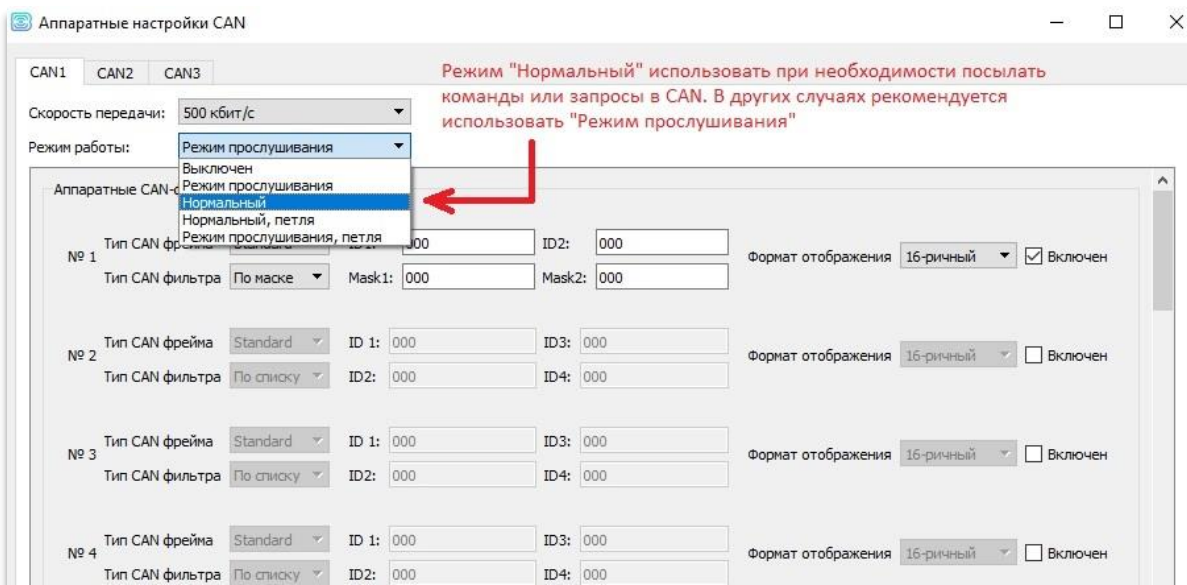 Аппаратные настройки CAN
CAN1 CAN2 CAN3
Режим "Нормальный" использовать при необходимости посылать
команды или запросы в CAN. В других случаях рекомендуется
использовать "Режим прослушивания"
Скорость передачи: 500 кбит/с
Режим работы: Режим прослушивания
Выключен
Режим прослушивания
Нормальный
Нормальный, петля
Режим прослушивания, петля
Аппаратные CAN-
№ 1
Тип CAN 000 ID2: 000
Тип CAN фильтра По маске Mask1: 000 Mask2: 000
Формат отображения 16-ричный Включен
№ 2
Тип CAN фрейма Standard ID 1: 000 ID3: 000
Тип CAN фильтра По списку ID2: 000 ID4: 000
Формат отображения 16-ричный Включен
№ 3
Тип CAN фрейма Standard ID 1: 000 ID3: 000
Тип CAN фильтра По списку ID2: 000 ID4: 000
Формат отображения 16-ричный Включен
№ 4
Тип CAN фрейма Standard ID 1: 000 ID3: 000
Тип CAN фильтра По списку ID2: 000 ID4: 000
Формат отображения 16-ричный Включен